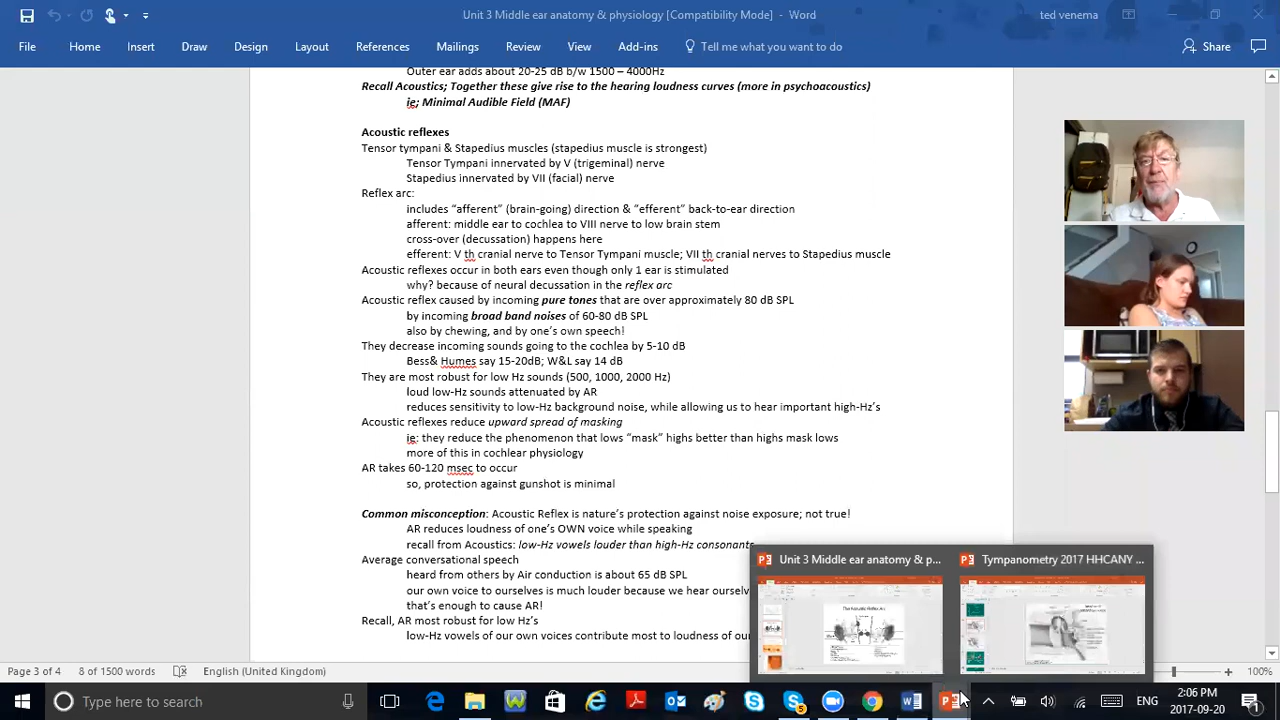 Unit 3 Middle ear anatomy & physiology [Compatibility Mode] - Word
ted venema
File Home Insert Draw Design Layout References Mailings Review View Add-ins Tell me what you want to do Share
Outer ear adds about 20-25 dB b/w 1500 – 4000Hz
Recall Acoustics; Together these give rise to the hearing loudness curves (more in psychoacoustics)
ie; Minimal Audible Field (MAF)
Acoustic reflexes
Tensor tympani & Stapedius muscles (stapedius muscle is strongest)
Tensor Tympani innervated by V (trigeminal) nerve
Stapedius innervated by VII (facial) nerve
Reflex arc:
includes “afferent” (brain-going) direction & “efferent” back-to-ear direction
afferent: middle ear to cochlea to VIII nerve to low brain stem
cross-over (decussation) happens here
efferent: V th cranial nerve to Tensor Tympani muscle; VII th cranial nerves to Stapedius muscle
Acoustic reflexes occur in both ears even though only 1 ear is stimulated
why? because of neural decussation in the reflex arc
Acoustic reflex caused by incoming pure tones that are over approximately 80 dB SPL
by incoming broad band noises of 60-80 dB SPL
also by chewing, and by one’s own speech!
They decrease incoming sounds going to the cochlea by 5-10 dB
Bess& Humes say 15-20dB; W&L say 14 dB
They are most robust for low Hz sounds (500, 1000, 2000 Hz)
loud low-Hz sounds attenuated by AR
reduces sensitivity to low-Hz background noise, while allowing us to hear important high-Hz’s
Acoustic reflexes reduce upward spread of masking
ie: they reduce the phenomenon that lows “mask” highs better than highs mask lows
more of this in cochlear physiology
AR takes 60-120 msec to occur
so, protection against gunshot is minimal
Common misconception: Acoustic Reflex is nature’s protection against noise exposure; not true!
AR reduces loudness of one’s OWN voice while speaking
recall from Acoustics: low-Hz vowels louder than high-Hz consonants
Average conversational speech
heard from others by Air conduction is about 65 dB SPL
our own voice to ourselves is much louder because we hear
that’s enough to cause AR!
Recall, AR most robust for low Hz’s
low-Hz vowels of our own voices contribute most to loudness of
Unit 3 Middle ear anatomy & p...
Tympanometry 2017 HHCANY ...
Page 3 of 4 8 of 1500 words English (United Kingdom) 100%
Type here to search
ENG
2:06 PM
2017-09-20